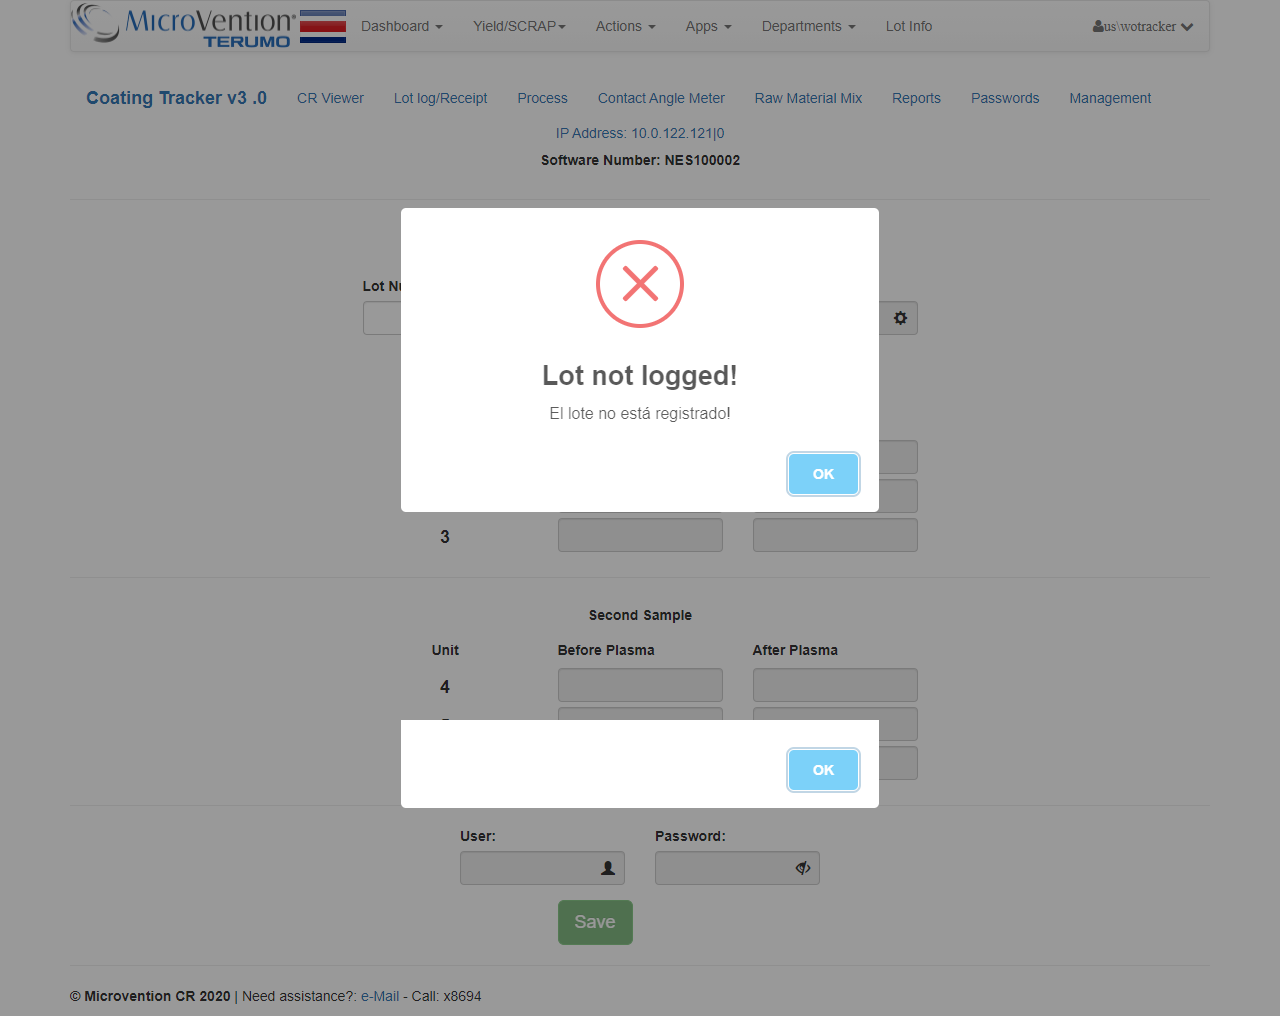 MICROVENTION
TERUMO
Dashboard Yield/SCRAP Actions Apps Departments Lot Info us\wotracker
Coating Tracker v3 .0 CR Viewer Lot log/Receipt Process Contact Angle Meter Raw Material Mix Reports Passwords Management
IP Address: 10.0.122.121|0
Software Number: NES100002
Lot
Lot not logged!
El lote no está registrado!
OK
3
Second Sample
Unit Before Plasma After Plasma
4
OK
User: Password:
Save
© Microvention CR 2020 | Need assistance?: e-Mail - Call: x8694